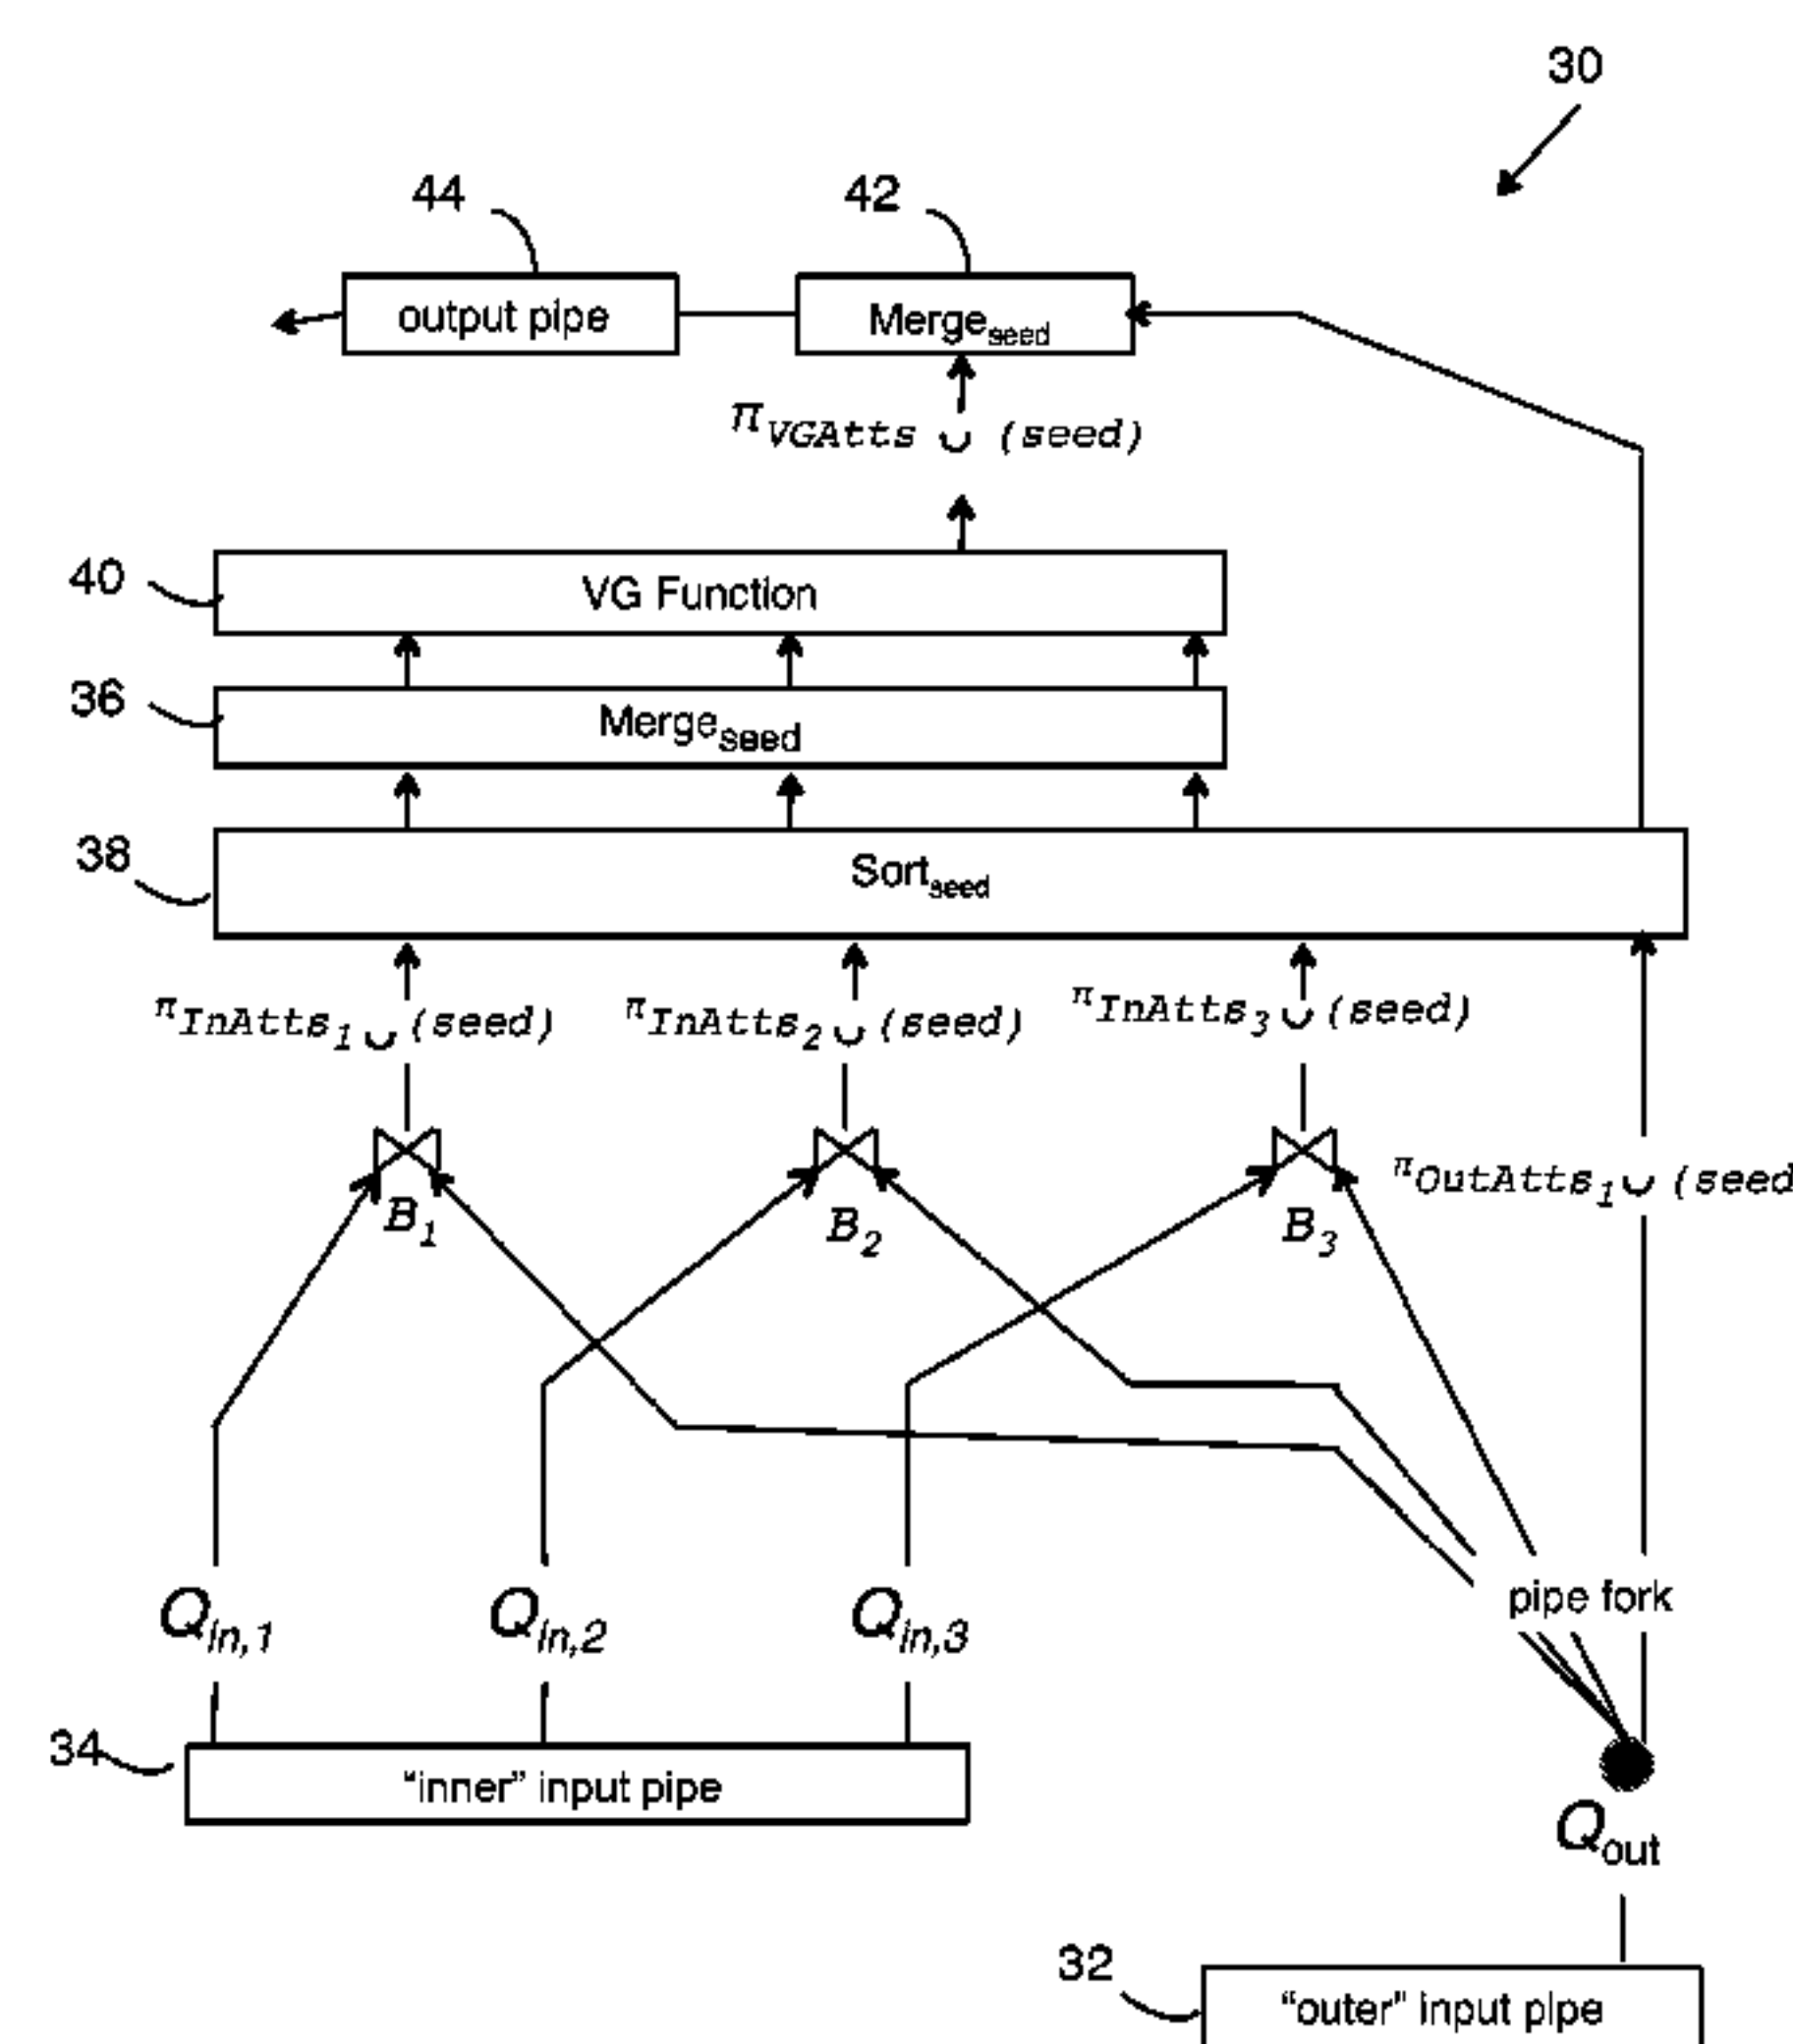 30
44 42
output pipe Merge_seed
π_VGAtts ∪ (seed)
40 VG Function
36 Merge_seed
38 Sort_seed
π_InAtts_1 ∪ (seed) π_InAtts_2 ∪ (seed) π_InAtts_3 ∪ (seed)
B_1 B_2 B_3 π_OutAtts_1 ∪ (seed
Q_in,1 Q_in,2 Q_in,3 pipe fork
34 “inner” input pipe
Q_out
32 “outer” input pipe